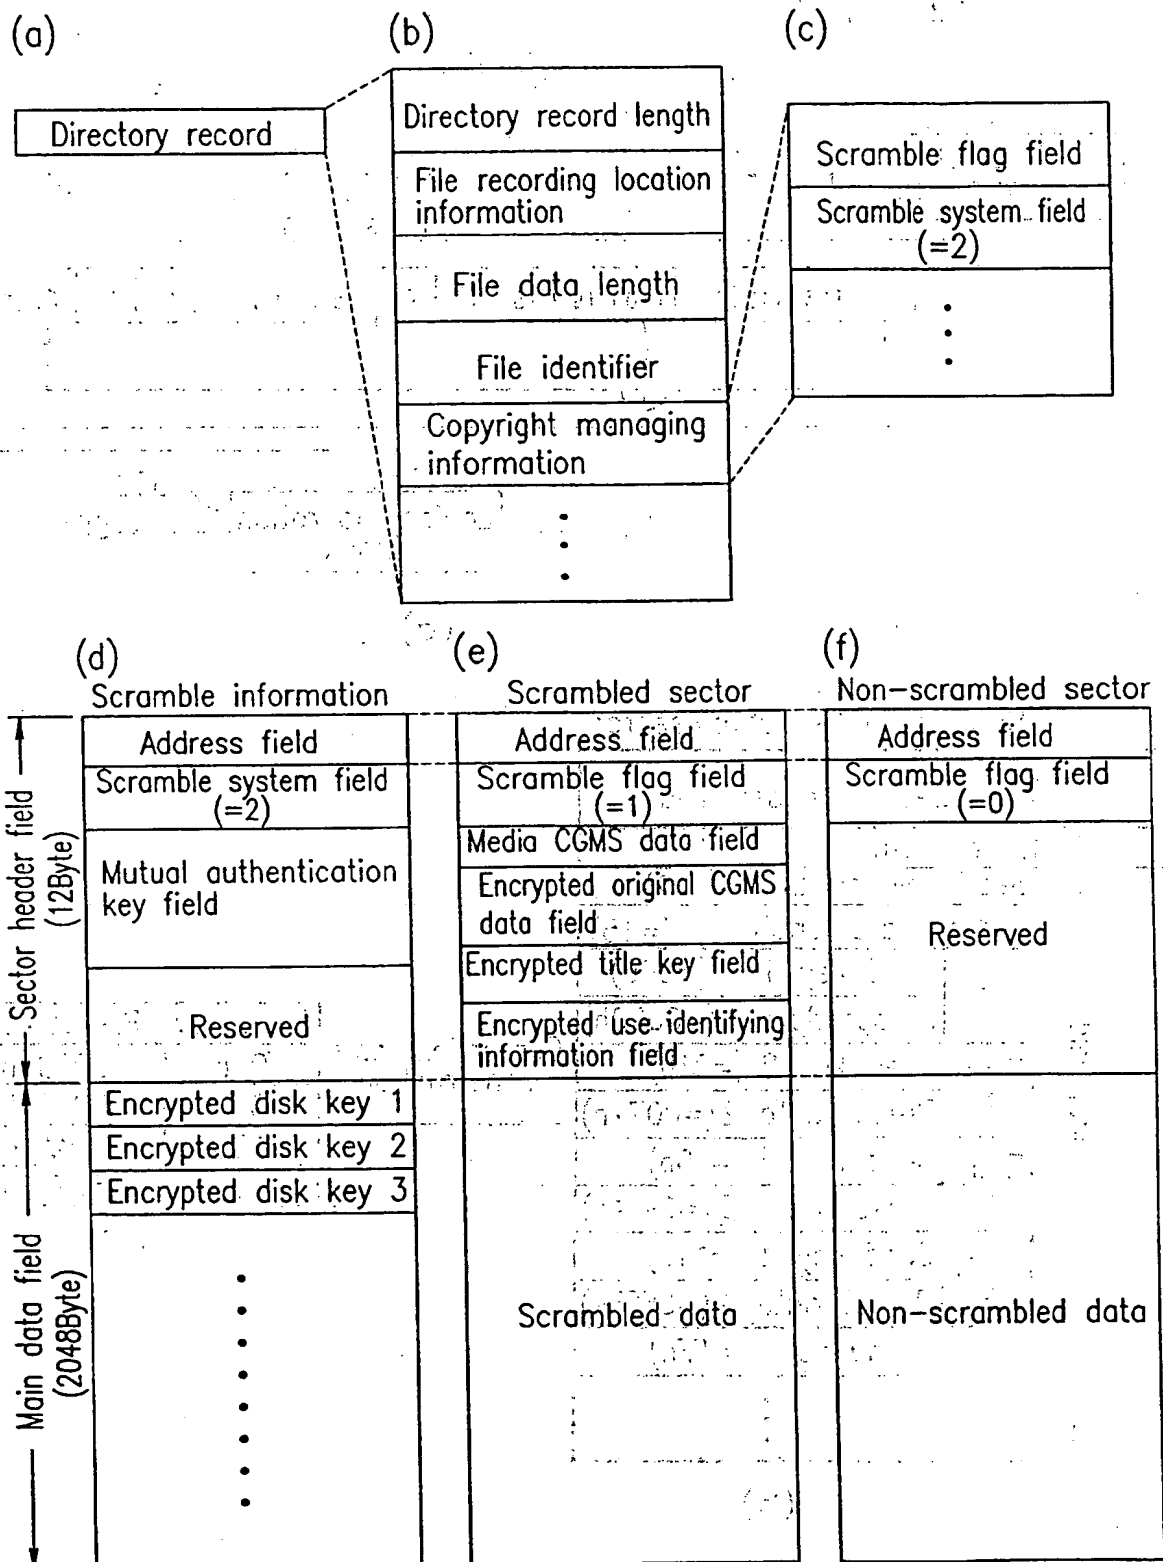 (a)
Directory record
(b)
Directory record length
File recording location
information
File data length
File identifier
Copyright managing
information
(c)
Scramble flag field
Scramble system field
(=2)
(d)
Scramble information
Address field
Scramble system field
(=2)
Mutual authentication
key field
Reserved
Encrypted disk key 1
Encrypted disk key 2
Encrypted disk key 3
(e)
Scrambled sector
Address field
Scramble flag field
(=1)
Media CGMS data field
Encrypted original CGMS
data field
Encrypted title key field
Encrypted use identifying
information field
Scrambled data
(f)
Non-scrambled sector
Address field
Scramble flag field
(=0)
Reserved
Non-scrambled data
Sector header field
(12Byte)
Main data field
(2048Byte)